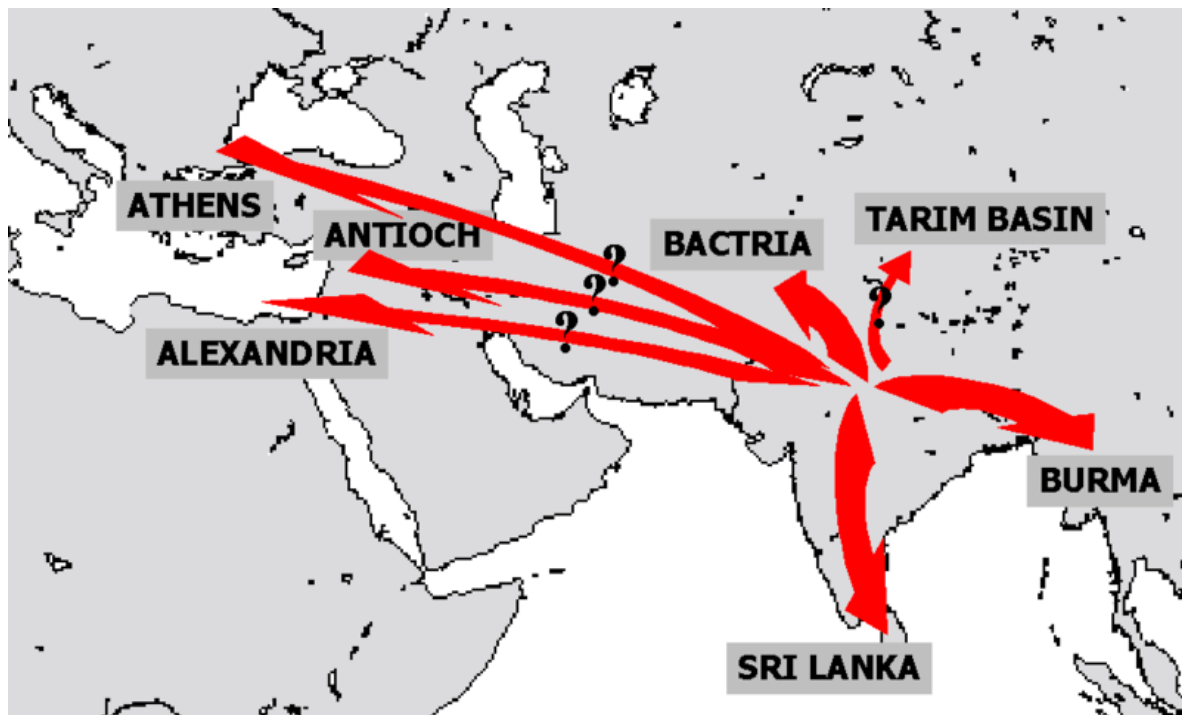 ATHENS
ANTIOCH
BACTRIA
TARIM BASIN
?
?
?
?
ALEXANDRIA
BURMA
SRI LANKA